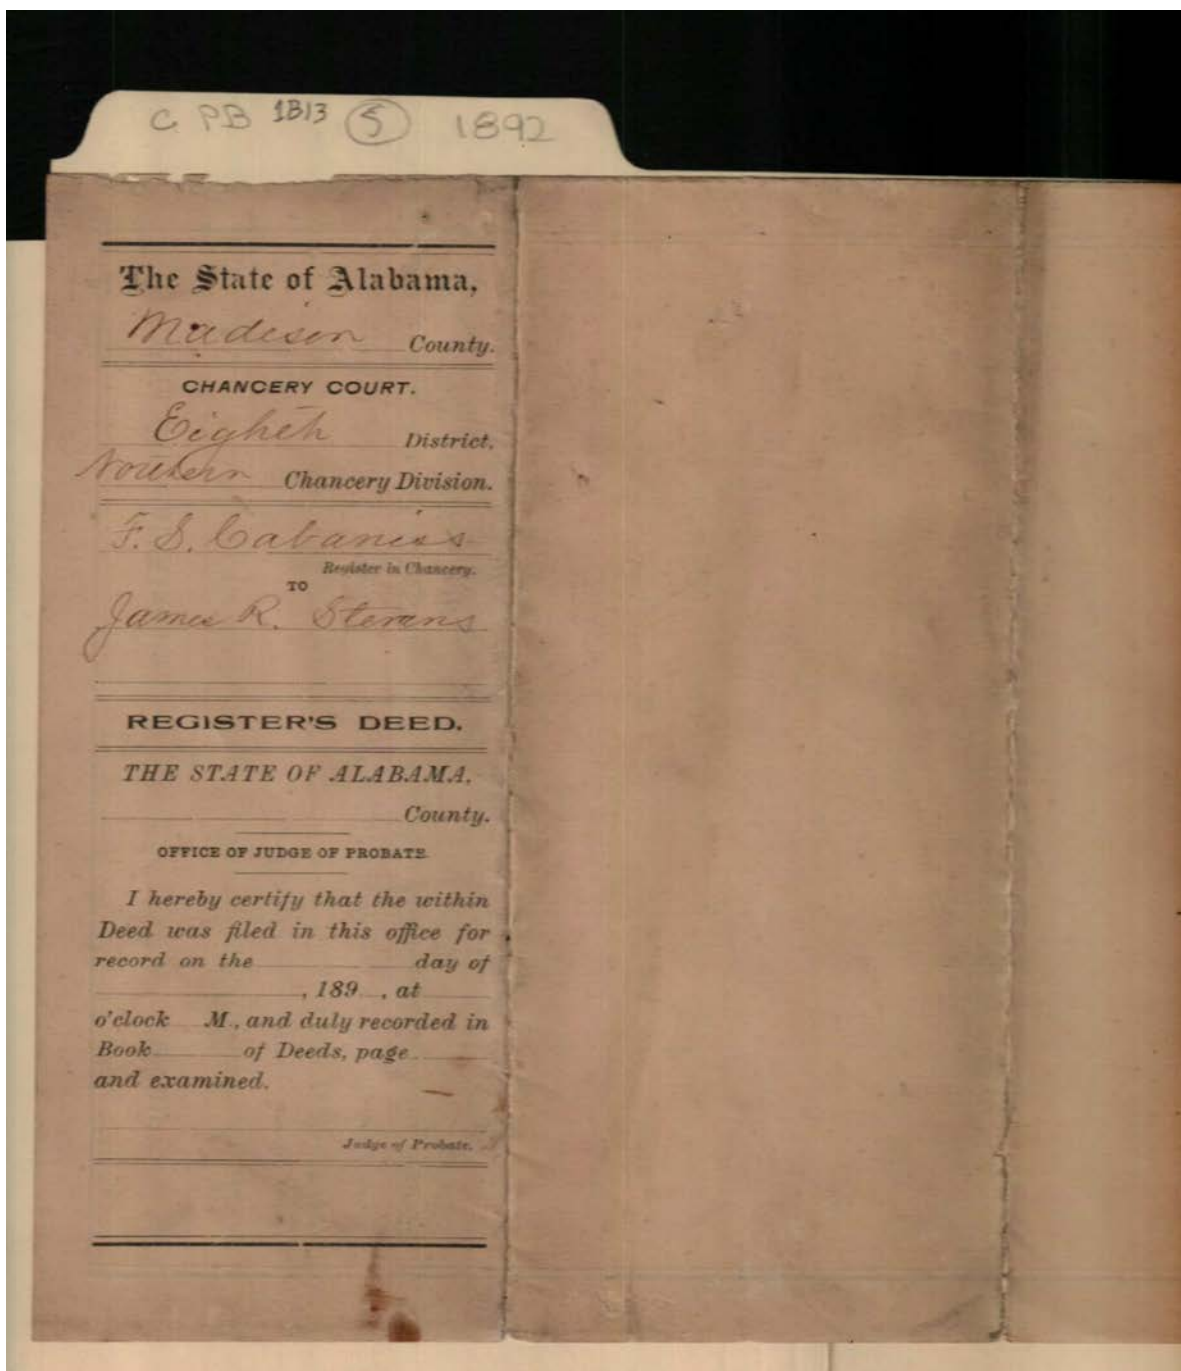 C PB 1B13 (5) 1892
The State of Alabama,
Madison County.
CHANCERY COURT.
Eighth District,
Northern Chancery Division.
F. S. Cabaniss
Register in Chancery.
TO
James R. Stevens
REGISTER'S DEED.
THE STATE OF ALABAMA,
County.
OFFICE OF JUDGE OF PROBATE.
I hereby certify that the within
Deed was filed in this office for
record on the day of
, 189 , at
o'clock M., and duly recorded in
Book of Deeds, page
and examined.
Judge of Probate.